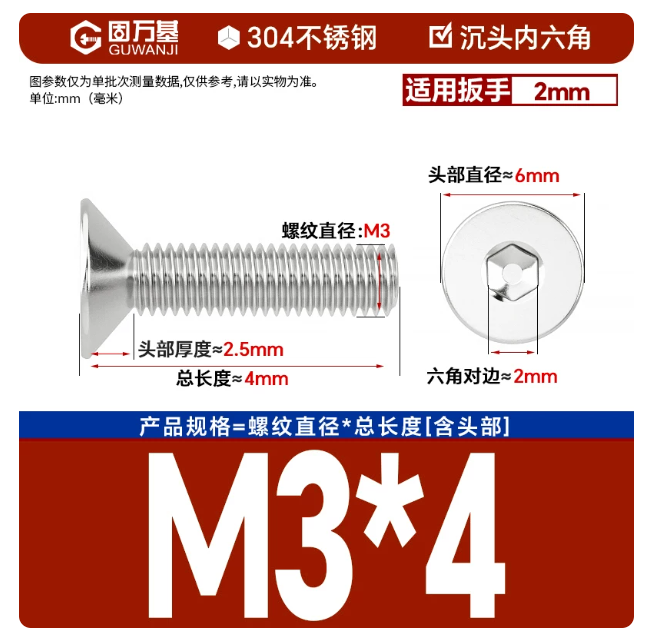 固万基
GUWANJI
304不锈钢
沉头内六角
图参数仅为单批次测量数据,仅供参考,请以实物为准。
单位:mm（毫米）
适用扳手 2mm
头部直径≈6mm
螺纹直径:M3
头部厚度≈2.5mm
总长度≈4mm
六角对边≈2mm
产品规格=螺纹直径*总长度[含头部]
M3*4